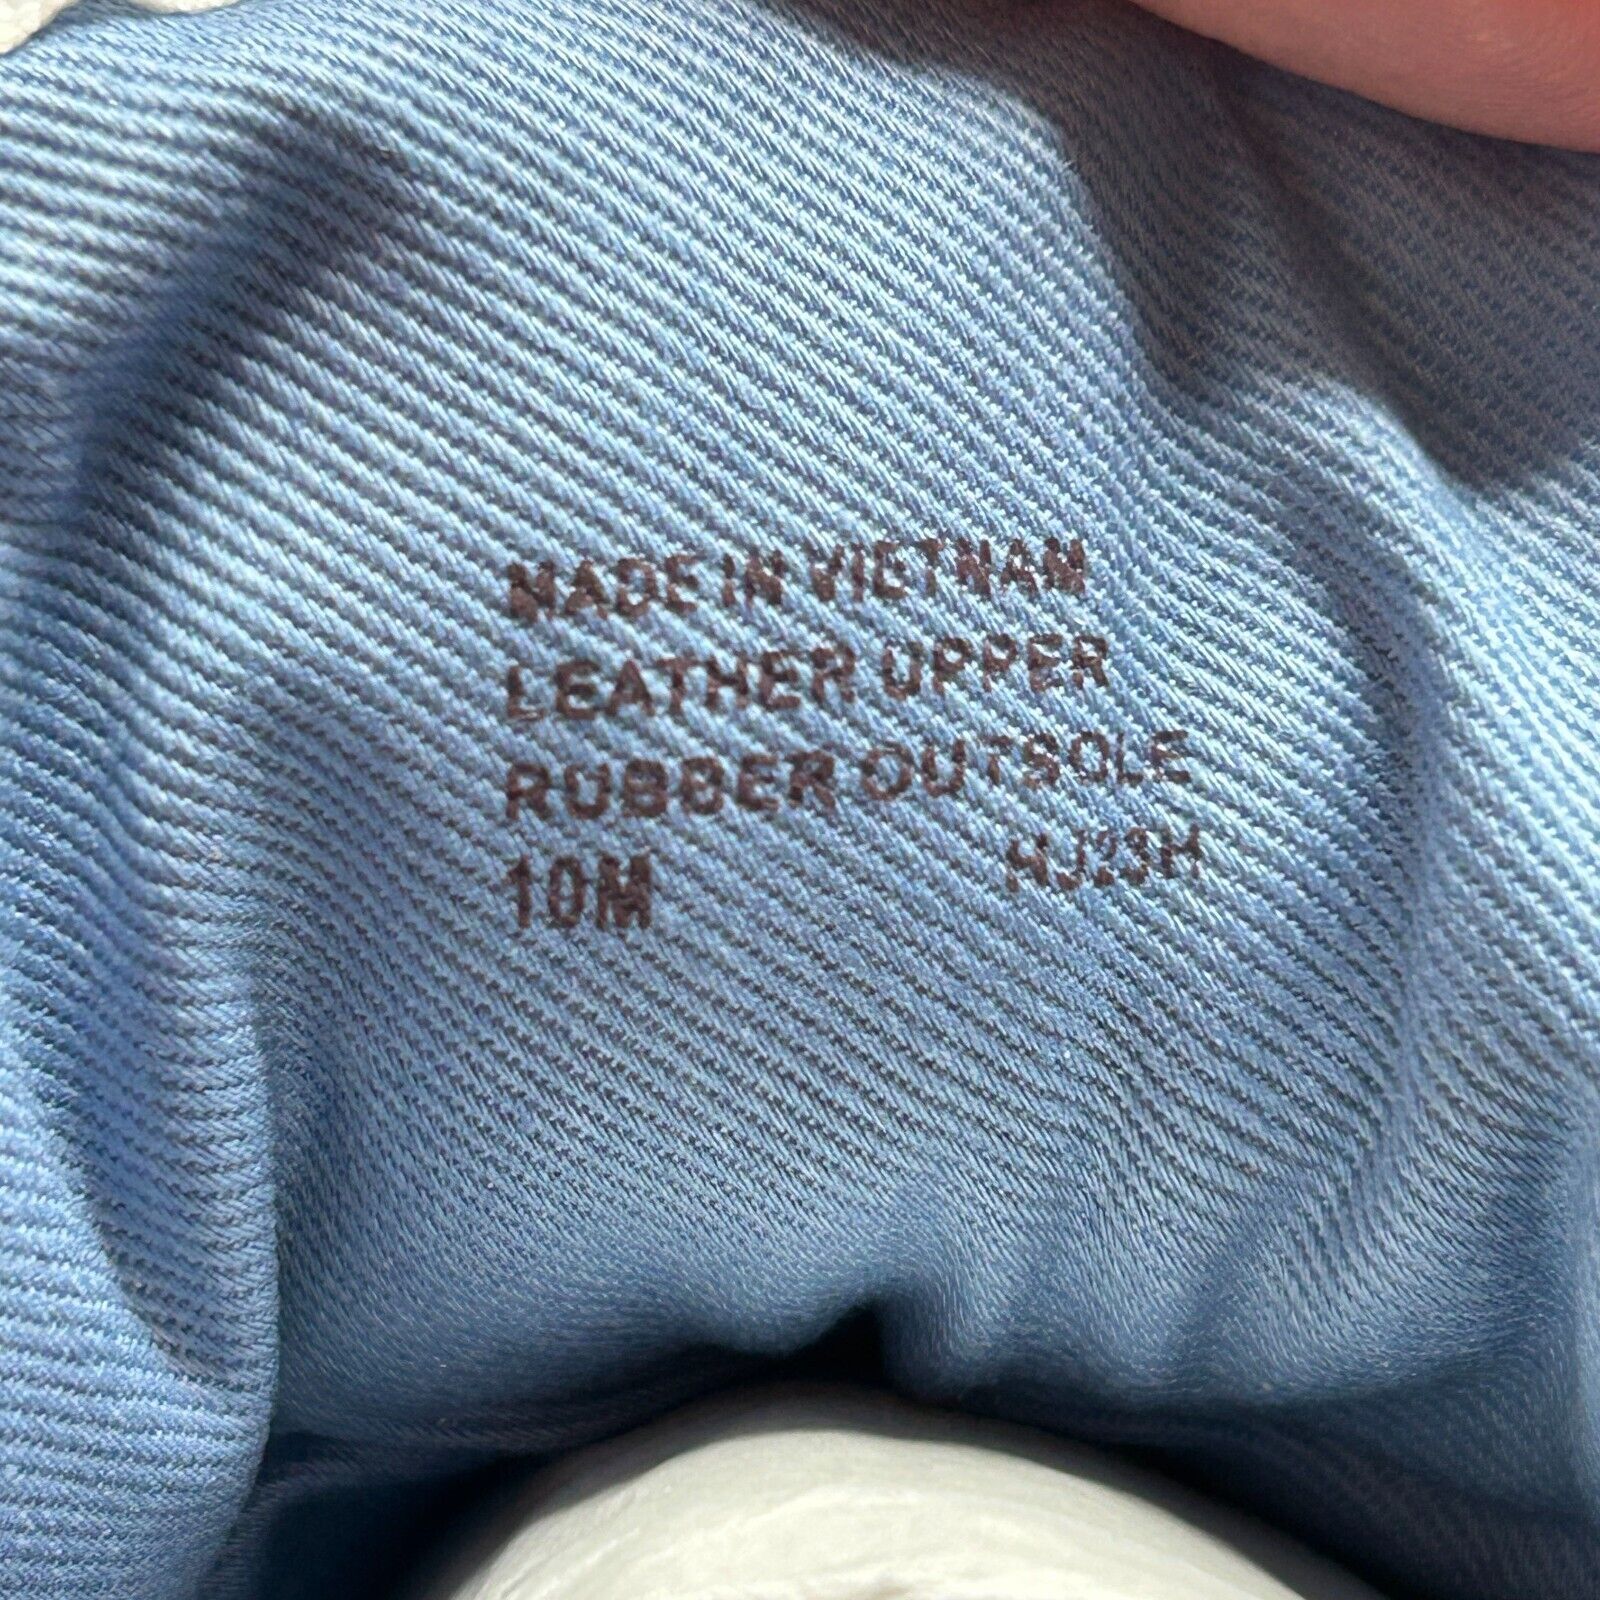 MADE IN VIETNAM
LEATHER UPPER
RUBBER OUTSOLE
10M HJ23H